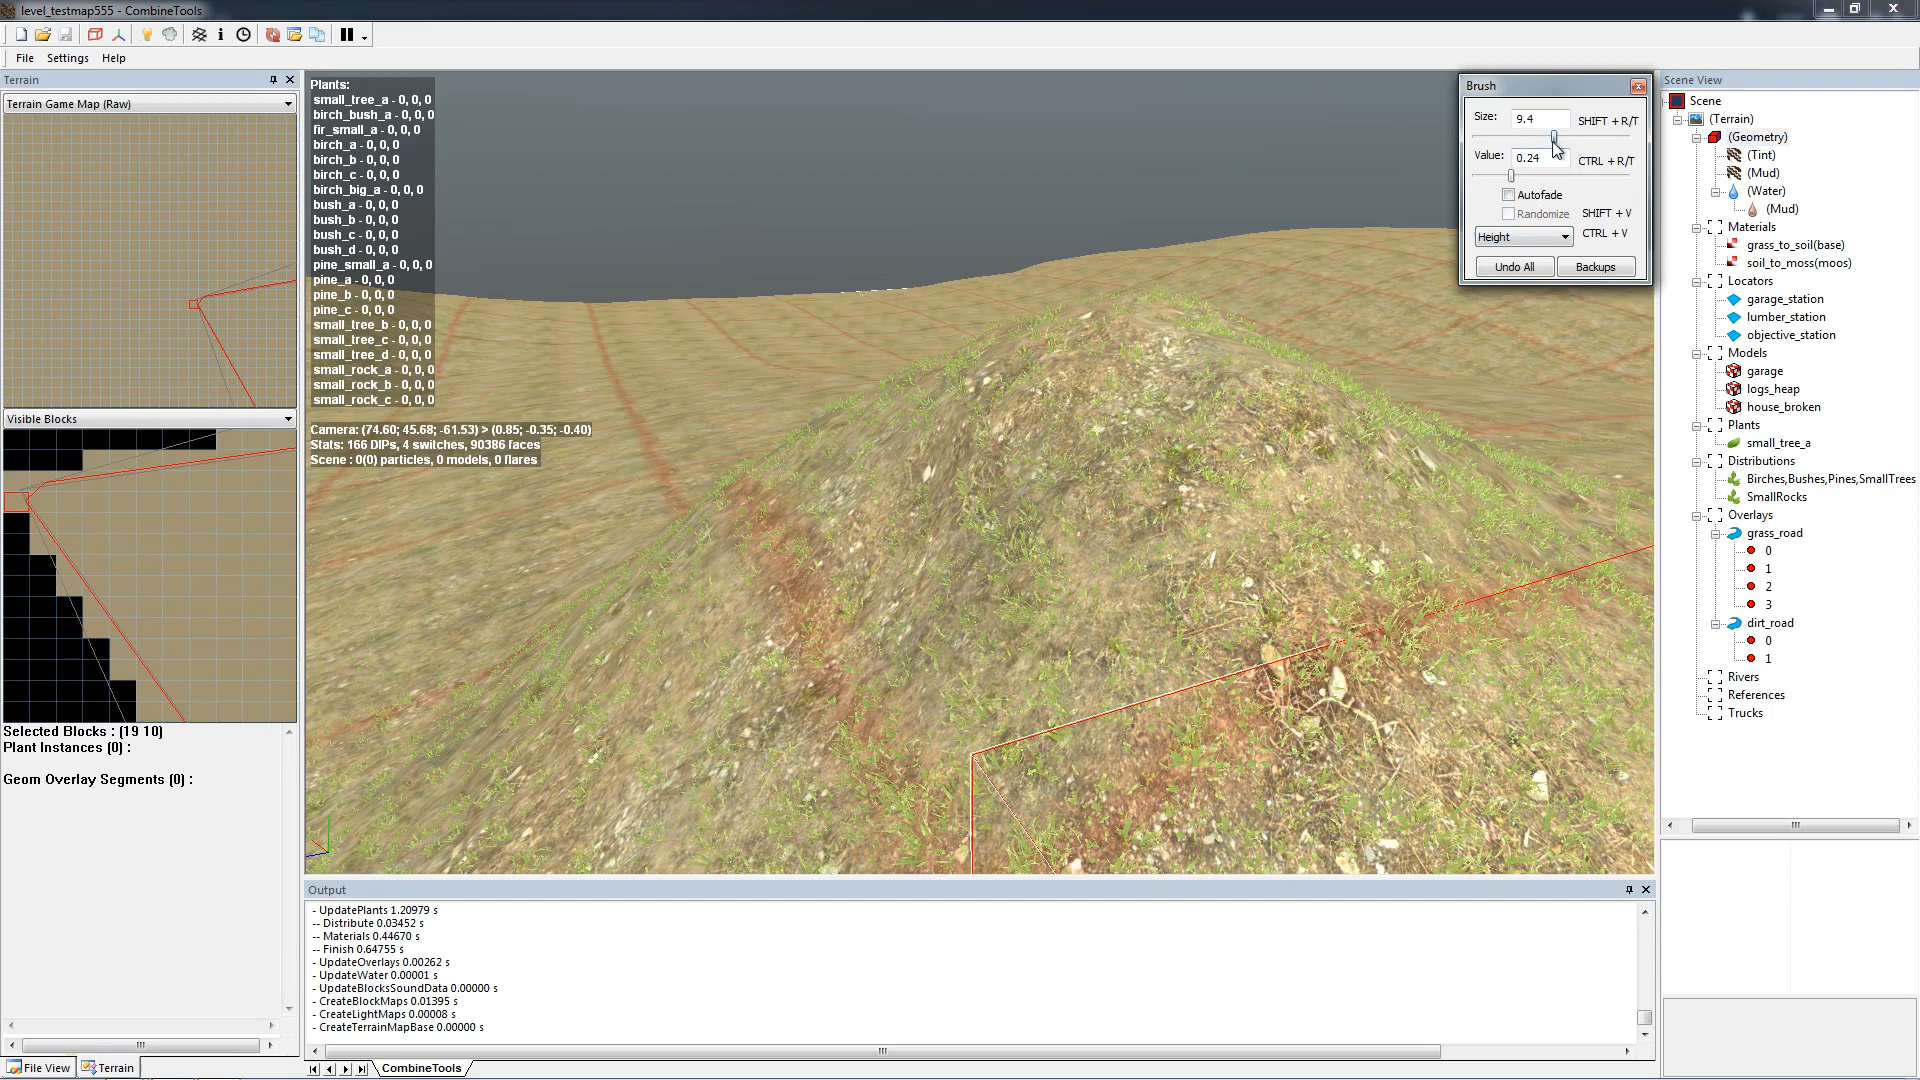 level_testmap555 - CombineTools
File Settings Help
Terrain
Terrain Game Map (Raw)
Visible Blocks
Selected Blocks : (19 10)
Plant Instances (0) :
Geom Overlay Segments (0) :
File View Terrain
Plants:
small_tree_a - 0, 0, 0
birch_bush_a - 0, 0, 0
fir_small_a - 0, 0, 0
birch_a - 0, 0, 0
birch_b - 0, 0, 0
birch_c - 0, 0, 0
birch_big_a - 0, 0, 0
bush_a - 0, 0, 0
bush_b - 0, 0, 0
bush_c - 0, 0, 0
bush_d - 0, 0, 0
pine_small_a - 0, 0, 0
pine_a - 0, 0, 0
pine_b - 0, 0, 0
pine_c - 0, 0, 0
small_tree_b - 0, 0, 0
small_tree_c - 0, 0, 0
small_tree_d - 0, 0, 0
small_rock_a - 0, 0, 0
small_rock_b - 0, 0, 0
small_rock_c - 0, 0, 0
Camera: (74.60; 45.68; -61.53) > (0.85; -0.35; -0.40)
Stats: 166 DIPs, 4 switches, 90386 faces
Scene : 0(0) particles, 0 models, 0 flares
Brush
Size: 9.4 SHIFT + R/T
Value: 0.24 CTRL + R/T
Autofade
Randomize SHIFT + V
Height CTRL + V
Undo All Backups
Output
- UpdatePlants 1.20979 s
-- Distribute 0.03452 s
-- Materials 0.44670 s
-- Finish 0.64755 s
- UpdateOverlays 0.00262 s
- UpdateWater 0.00001 s
- UpdateBlocksSoundData 0.00000 s
- CreateBlockMaps 0.01395 s
- CreateLightMaps 0.00008 s
- CreateTerrainMapBase 0.00000 s
CombineTools
Scene View
Scene
(Terrain)
(Geometry)
(Tint)
(Mud)
(Water)
(Mud)
Materials
grass_to_soil(base)
soil_to_moss(moos)
Locators
garage_station
lumber_station
objective_station
Models
garage
logs_heap
house_broken
Plants
small_tree_a
Distributions
Birches,Bushes,Pines,SmallTrees
SmallRocks
Overlays
grass_road
0
1
2
3
dirt_road
0
1
Rivers
References
Trucks